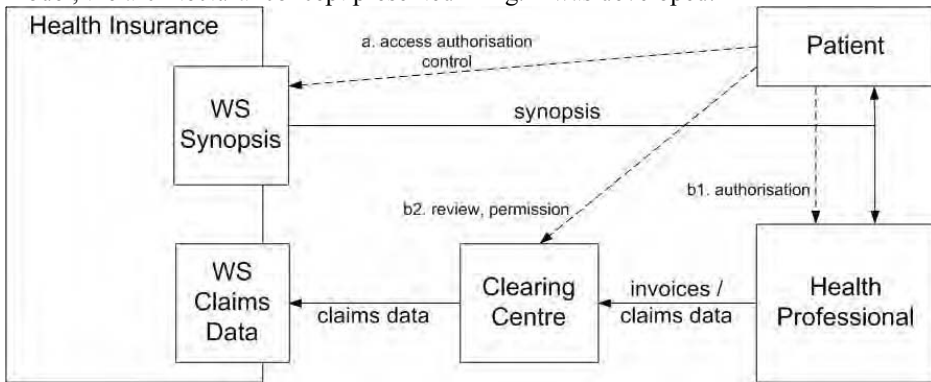 Health Insurance
a. access authorisation
control
Patient
WS
Synopsis
synopsis
b1. authorisation
b2. review, permission
WS
Claims
Data
claims data
Clearing
Centre
invoices /
claims data
Health
Professional